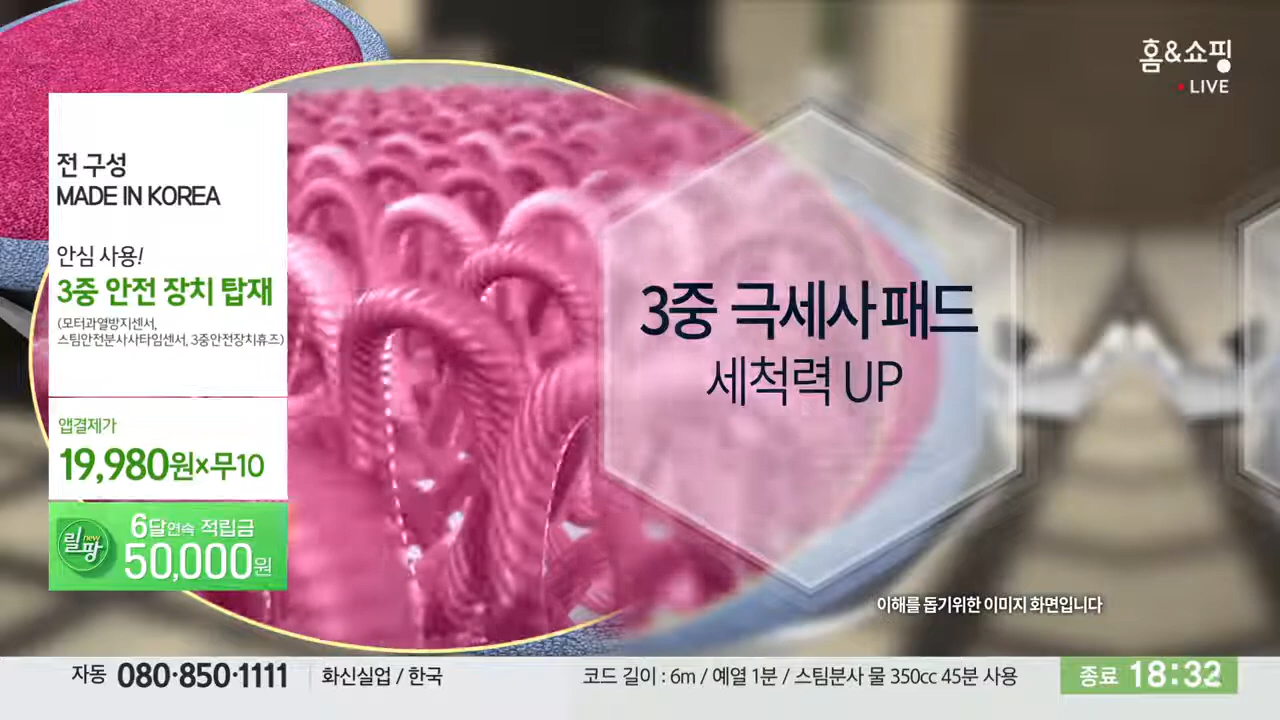 홈&쇼핑
LIVE
전 구성
MADE IN KOREA
안심 사용!
3중 안전 장치 탑재
(모터과열방지센서,
스팀안전분사사타임센서, 3중안전장치휴즈)
앱결제가
19,980원×무10
릴팡 new
6달연속 적립금
50,000원
3중 극세사 패드
세척력 UP
이해를 돕기위한 이미지 화면입니다
자동 080·850·1111 화신실업 / 한국 코드 길이 : 6m / 예열 1분 / 스팀분사 물 350cc 45분 사용 종료 18:32